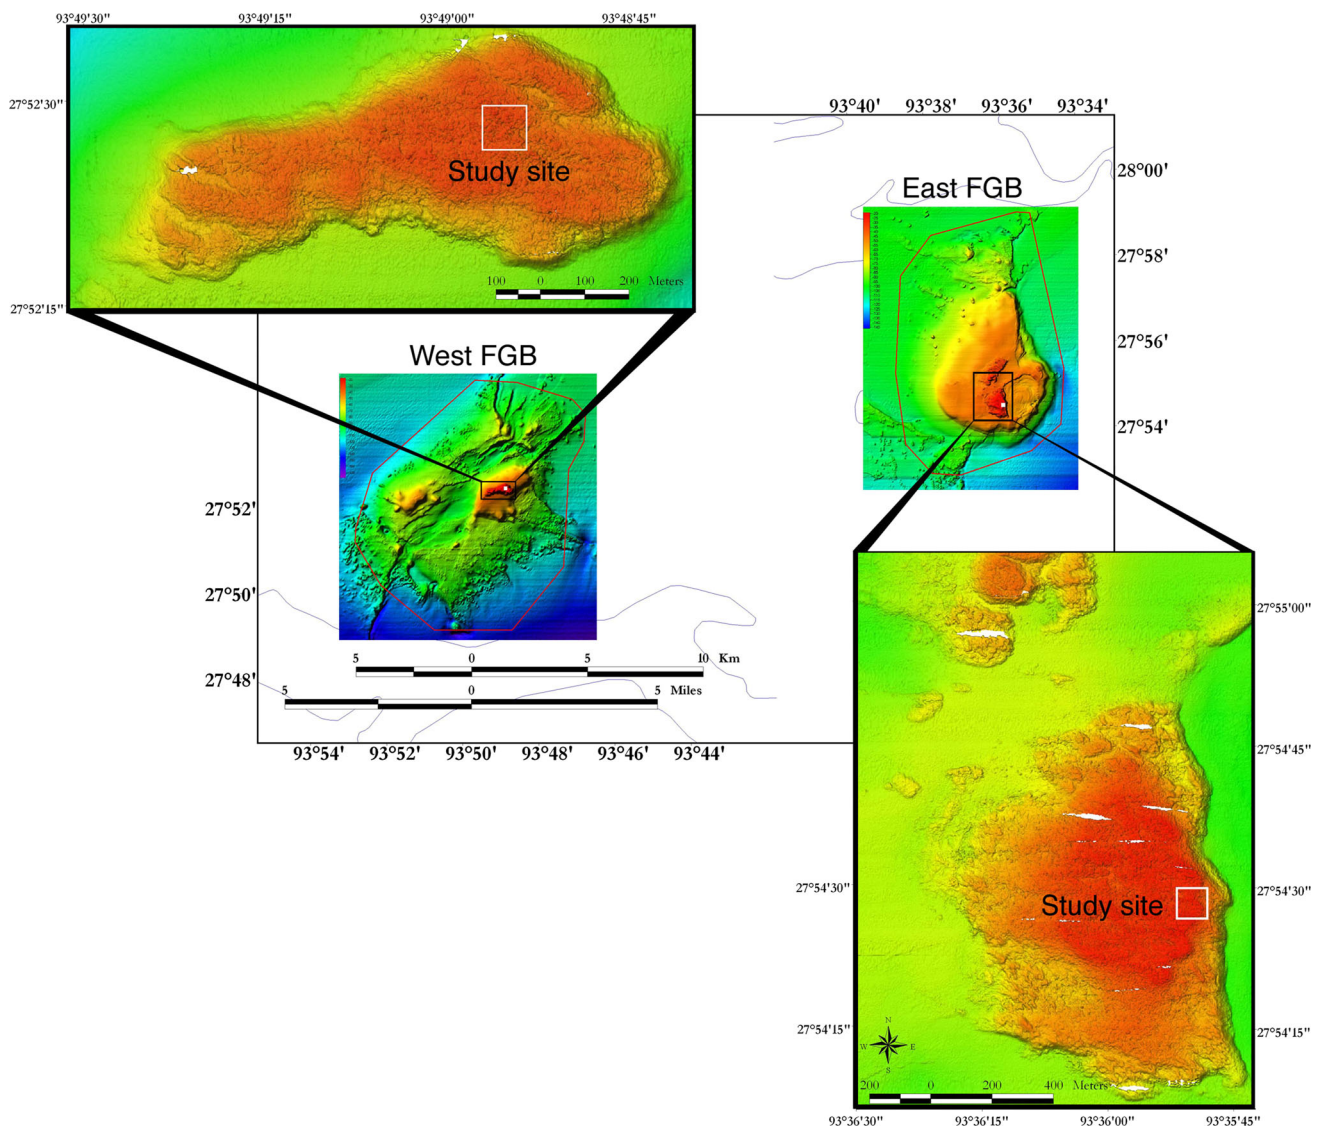 93°49'30" 93°49'15" 93°49'00" 93°48'45"
27°52'30"
Study site
100 0 100 200 Meters
27°52'15"
93°40' 93°38' 93°36' 93°34'
28°00'
East FGB
27°58'
27°56'
27°54'
West FGB
27°52'
27°50'
27°48'
5 0 5 10 Km
5 0 5 Miles
93°54' 93°52' 93°50' 93°48' 93°46' 93°44'
27°55'00"
27°54'45"
27°54'30" 27°54'30"
Study site
27°54'15" 27°54'15"
N
W E
S
200 0 200 400 Meters
93°36'30" 93°36'15" 93°36'00" 93°35'45"